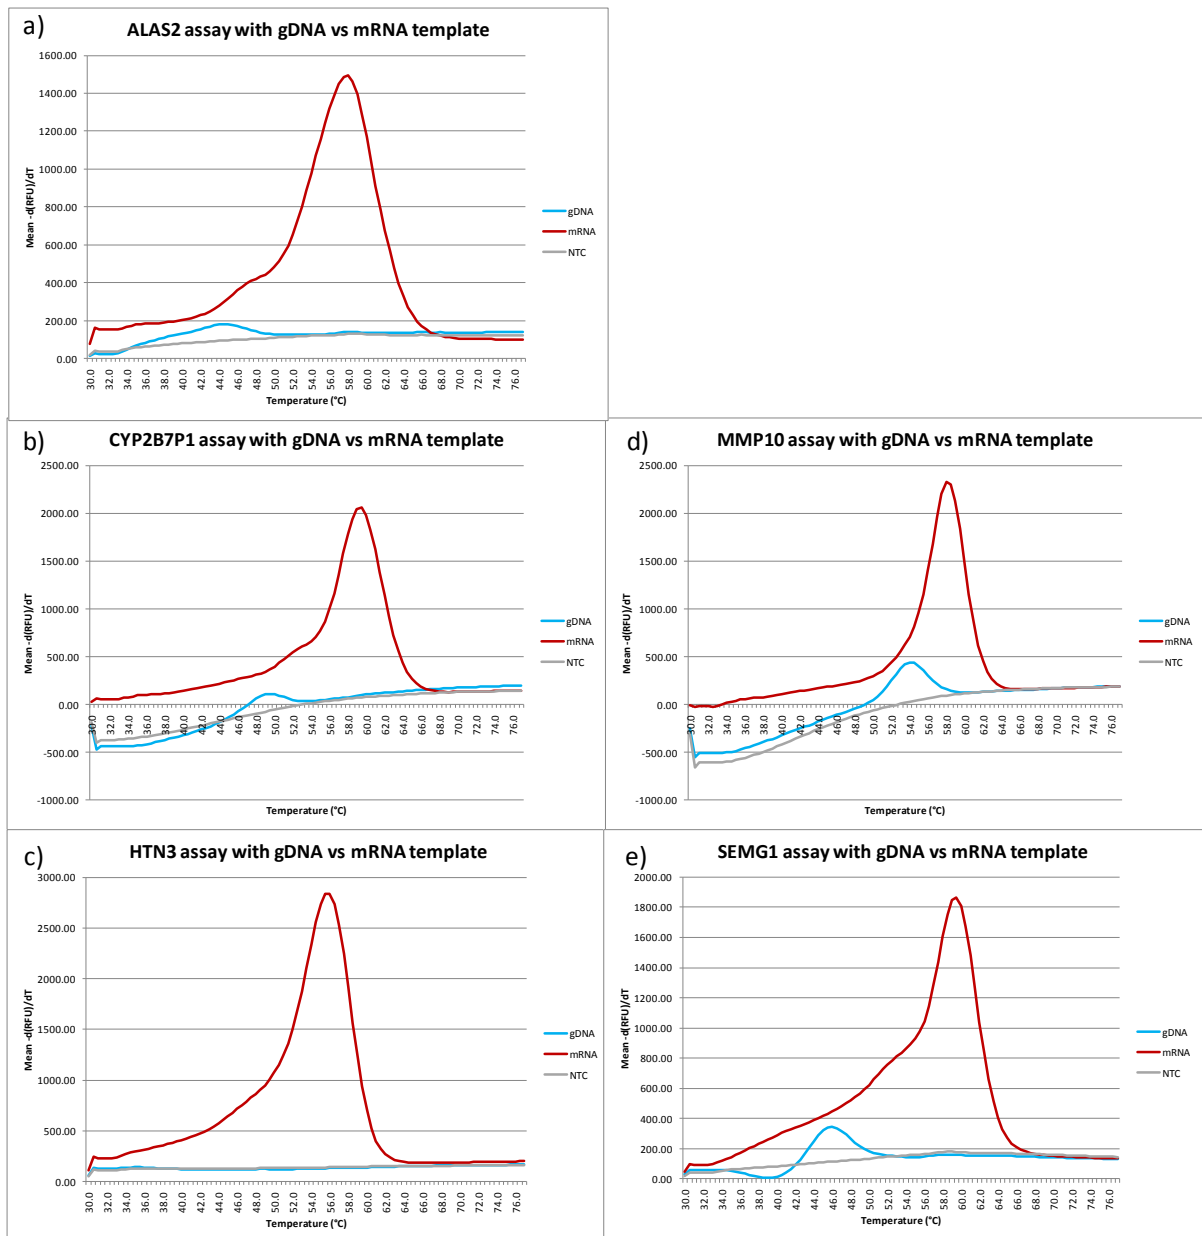 a)
ALAS2 assay with gDNA vs mRNA template
1600.00
1400.00
1200.00
1000.00
800.00
600.00
400.00
200.00
0.00
Mean -d(RFU)/dT
30.0 32.0 34.0 36.0 38.0 40.0 42.0 44.0 46.0 48.0 50.0 52.0 54.0 56.0 58.0 60.0 62.0 64.0 66.0 68.0 70.0 72.0 74.0 76.0
Temperature (°C)
gDNA
mRNA
NTC
b)
CYP2B7P1 assay with gDNA vs mRNA template
2500.00
2000.00
1500.00
1000.00
500.00
0.00
-500.00
-1000.00
Mean -d(RFU)/dT
30.0 32.0 34.0 36.0 38.0 40.0 42.0 44.0 46.0 48.0 50.0 52.0 54.0 56.0 58.0 60.0 62.0 64.0 66.0 68.0 70.0 72.0 74.0 76.0
Temperature (°C)
gDNA
mRNA
NTC
d)
MMP10 assay with gDNA vs mRNA template
2500.00
2000.00
1500.00
1000.00
500.00
0.00
-500.00
-1000.00
Mean -d(RFU)/dT
30.0 32.0 34.0 36.0 38.0 40.0 42.0 44.0 46.0 48.0 50.0 52.0 54.0 56.0 58.0 60.0 62.0 64.0 66.0 68.0 70.0 72.0 74.0 76.0
Temperature (°C)
gDNA
mRNA
NTC
c)
HTN3 assay with gDNA vs mRNA template
3000.00
2500.00
2000.00
1500.00
1000.00
500.00
0.00
Mean -d(RFU)/dT
30.0 32.0 34.0 36.0 38.0 40.0 42.0 44.0 46.0 48.0 50.0 52.0 54.0 56.0 58.0 60.0 62.0 64.0 66.0 68.0 70.0 72.0 74.0 76.0
Temperature (°C)
gDNA
mRNA
NTC
e)
SEMG1 assay with gDNA vs mRNA template
2000.00
1800.00
1600.00
1400.00
1200.00
1000.00
800.00
600.00
400.00
200.00
0.00
Mean -d(RFU)/dT
30.0 32.0 34.0 36.0 38.0 40.0 42.0 44.0 46.0 48.0 50.0 52.0 54.0 56.0 58.0 60.0 62.0 64.0 66.0 68.0 70.0 72.0 74.0 76.0
Temperature (°C)
gDNA
mRNA
NTC